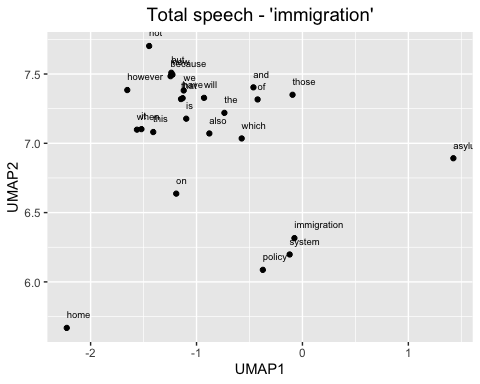 Total speech - 'immigration'
not
but
because
however
we
have will
and
of
those
the
is
this
also
which
on
asylu
immigration
system
policy
home
7.5
7.0
6.5
6.0
UMAP2
-2 -1 0 1
UMAP1